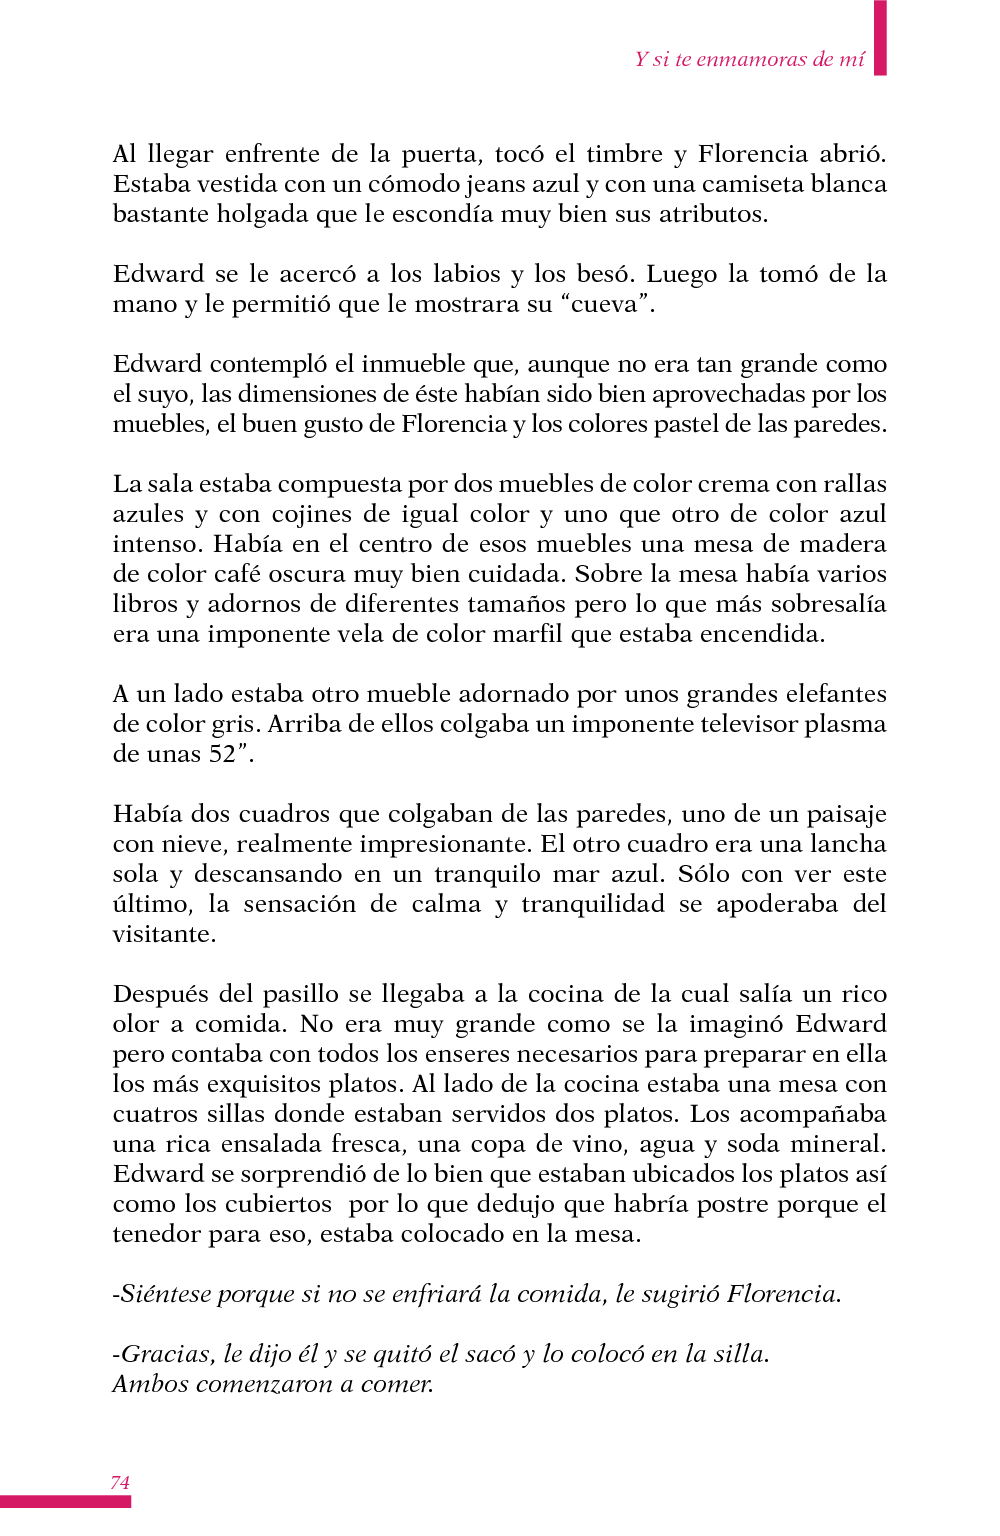 Y si te enmamoras de mí
Al llegar enfrente de la puerta, tocó el timbre y Florencia abrió.
Estaba vestida con un cómodo jeans azul y con una camiseta blanca
bastante holgada que le escondía muy bien sus atributos.
Edward se le acercó a los labios y los besó. Luego la tomó de la
mano y le permitió que le mostrara su “cueva”.
Edward contempló el inmueble que, aunque no era tan grande como
el suyo, las dimensiones de éste habían sido bien aprovechadas por los
muebles, el buen gusto de Florencia y los colores pastel de las paredes.
La sala estaba compuesta por dos muebles de color crema con rallas
azules y con cojines de igual color y uno que otro de color azul
intenso. Había en el centro de esos muebles una mesa de madera
de color café oscura muy bien cuidada. Sobre la mesa había varios
libros y adornos de diferentes tamaños pero lo que más sobresalía
era una imponente vela de color marfil que estaba encendida.
A un lado estaba otro mueble adornado por unos grandes elefantes
de color gris. Arriba de ellos colgaba un imponente televisor plasma
de unas 52”.
Había dos cuadros que colgaban de las paredes, uno de un paisaje
con nieve, realmente impresionante. El otro cuadro era una lancha
sola y descansando en un tranquilo mar azul. Sólo con ver este
último, la sensación de calma y tranquilidad se apoderaba del
visitante.
Después del pasillo se llegaba a la cocina de la cual salía un rico
olor a comida. No era muy grande como se la imaginó Edward
pero contaba con todos los enseres necesarios para preparar en ella
los más exquisitos platos. Al lado de la cocina estaba una mesa con
cuatros sillas donde estaban servidos dos platos. Los acompañaba
una rica ensalada fresca, una copa de vino, agua y soda mineral.
Edward se sorprendió de lo bien que estaban ubicados los platos así
como los cubiertos  por lo que dedujo que habría postre porque el
tenedor para eso, estaba colocado en la mesa.
-Siéntese porque si no se enfriará la comida, le sugirió Florencia.
-Gracias, le dijo él y se quitó el sacó y lo colocó en la silla.
Ambos comenzaron a comer.
74